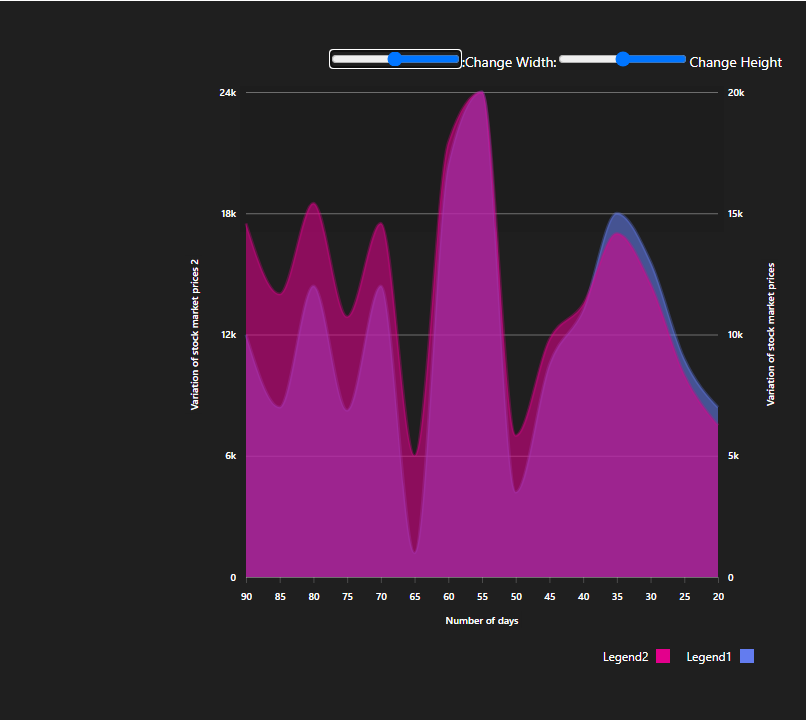 :Change Width: Change Height
24k 20k
18k 15k
12k 10k
6k 5k
0 0
Variation of stock market prices 2
Variation of stock market prices
90 85 80 75 70 65 60 55 50 45 40 35 30 25 20
Number of days
Legend2 Legend1